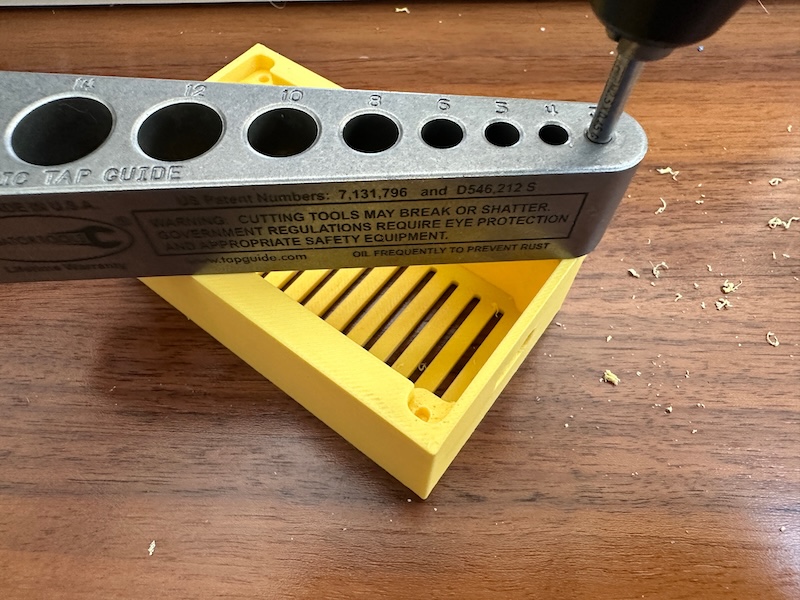 14 12 10 8 6 5 4
IC TAP GUIDE
US Patent Numbers: 7,131,796 and D546,212 S
WARNING. CUTTING TOOLS MAY BREAK OR SHATTER.
GOVERNMENT REGULATIONS REQUIRE EYE PROTECTION
AND APPROPRIATE SAFETY EQUIPMENT.
Lifetime Warranty
www.topguide.com OIL FREQUENTLY TO PREVENT RUST